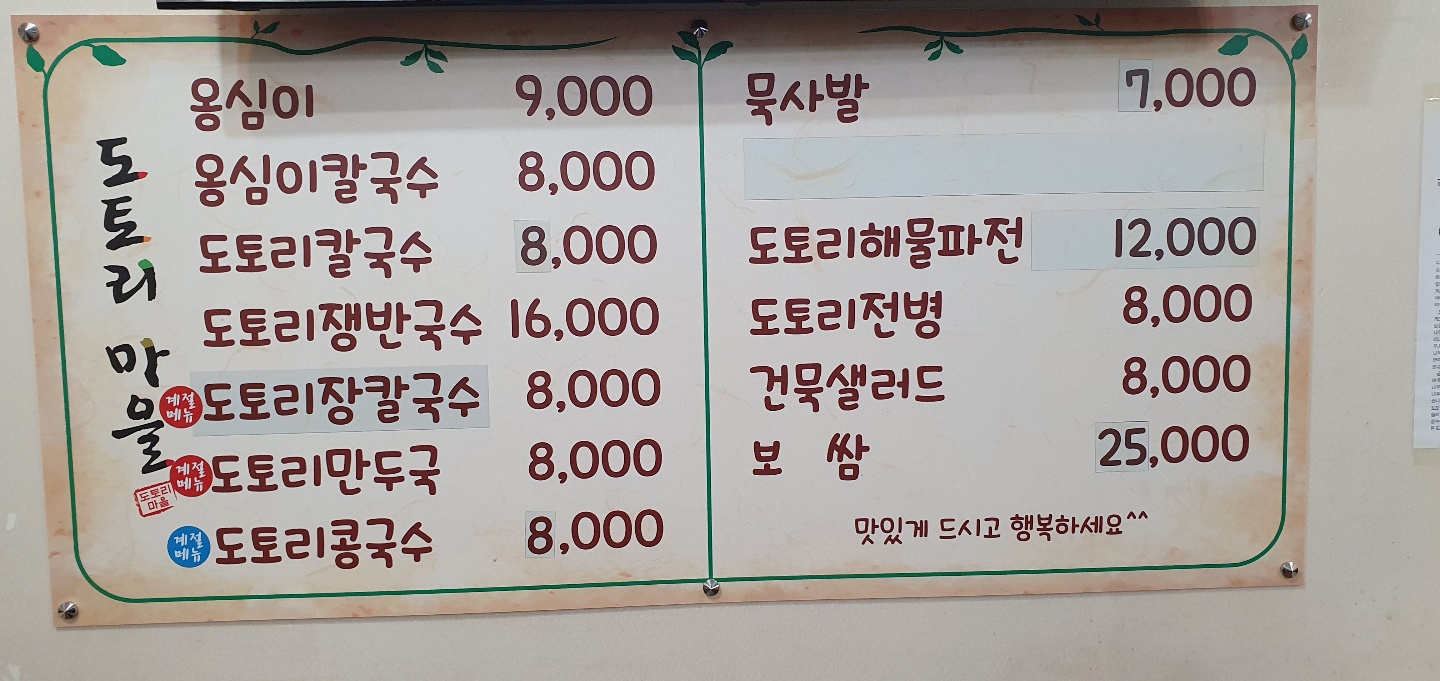 도토리 마을
도토리
마을
옹심이 9,000
옹심이칼국수 8,000
도토리칼국수 8,000
도토리쟁반국수 16,000
계절
메뉴
도토리장칼국수 8,000
계절
메뉴
도토리만두국 8,000
계절
메뉴
도토리콩국수 8,000
묵사발 7,000
도토리해물파전 12,000
도토리전병 8,000
건묵샐러드 8,000
보 쌈 25,000
맛있게 드시고 행복하세요^^